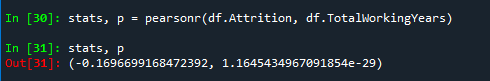 In [30]: stats, p = pearsonr(df.Attrition, df.TotalWorkingYears)
In [31]: stats, p
Out[31]: (-0.1696699168472392, 1.1645434967091854e-29)